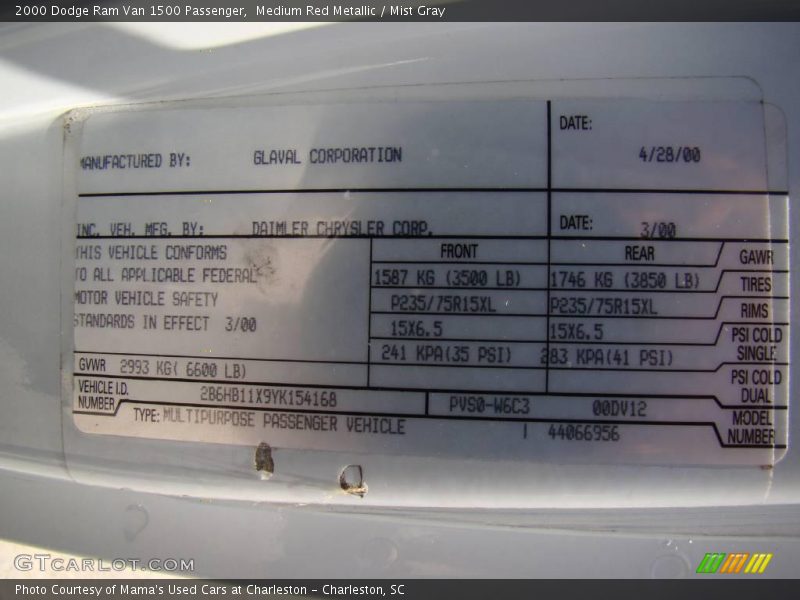 2000 Dodge Ram Van 1500 Passenger,  Medium Red Metallic / Mist Gray
DATE:
MANUFACTURED BY: GLAVAL CORPORATION 4/28/00
INC. VEH. MFG. BY: DAIMLER CHRYSLER CORP. DATE: 3/00
THIS VEHICLE CONFORMS FRONT REAR GAWR
TO ALL APPLICABLE FEDERAL 1587 KG (3500 LB) 1746 KG (3850 LB) TIRES
MOTOR VEHICLE SAFETY P235/75R15XL P235/75R15XL RIMS
STANDARDS IN EFFECT 3/00 15X6.5 15X6.5 PSI COLD
241 KPA(35 PSI) 283 KPA(41 PSI) SINGLE
GVWR 2993 KG( 6600 LB) PSI COLD
DUAL
VEHICLE I.D.
NUMBER 2B6HB11X9YK154168 PVS0-W6C3 00DV12 MODEL
TYPE: MULTIPURPOSE PASSENGER VEHICLE 44066956 NUMBER
GTCARLOT.COM
Photo Courtesy of Mama's Used Cars at Charleston - Charleston, SC